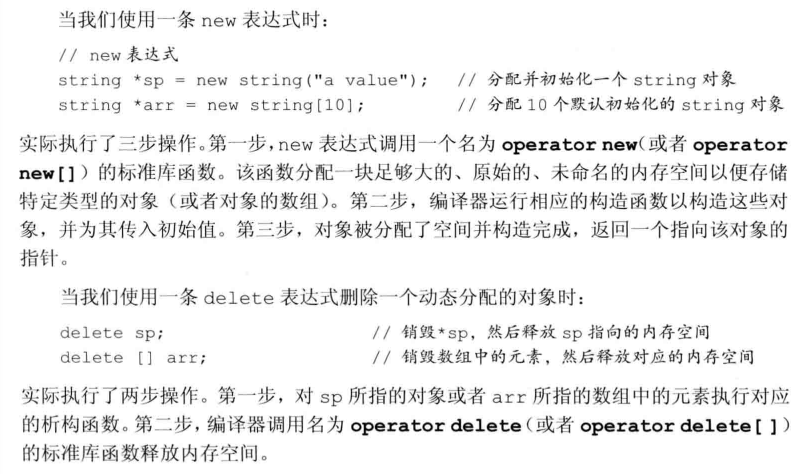 当我们使用一条 new 表达式时：
// new 表达式
string *sp = new string("a value");   // 分配并初始化一个 string 对象
string *arr = new string[10];         // 分配 10 个默认初始化的 string 对象
实际执行了三步操作。第一步，new 表达式调用一个名为 operator new（或者 operator
new[]）的标准库函数。该函数分配一块足够大的、原始的、未命名的内存空间以便存储
特定类型的对象（或者对象的数组）。第二步，编译器运行相应的构造函数以构造这些对
象，并为其传入初始值。第三步，对象被分配了空间并构造完成，返回一个指向该对象的
指针。
当我们使用一条 delete 表达式删除一个动态分配的对象时：
delete sp;                  // 销毁*sp，然后释放 sp 指向的内存空间
delete [] arr;              // 销毁数组中的元素，然后释放对应的内存空间
实际执行了两步操作。第一步，对 sp 所指的对象或者 arr 所指的数组中的元素执行对应
的析构函数。第二步，编译器调用名为 operator delete（或者 operator delete[]）
的标准库函数释放内存空间。